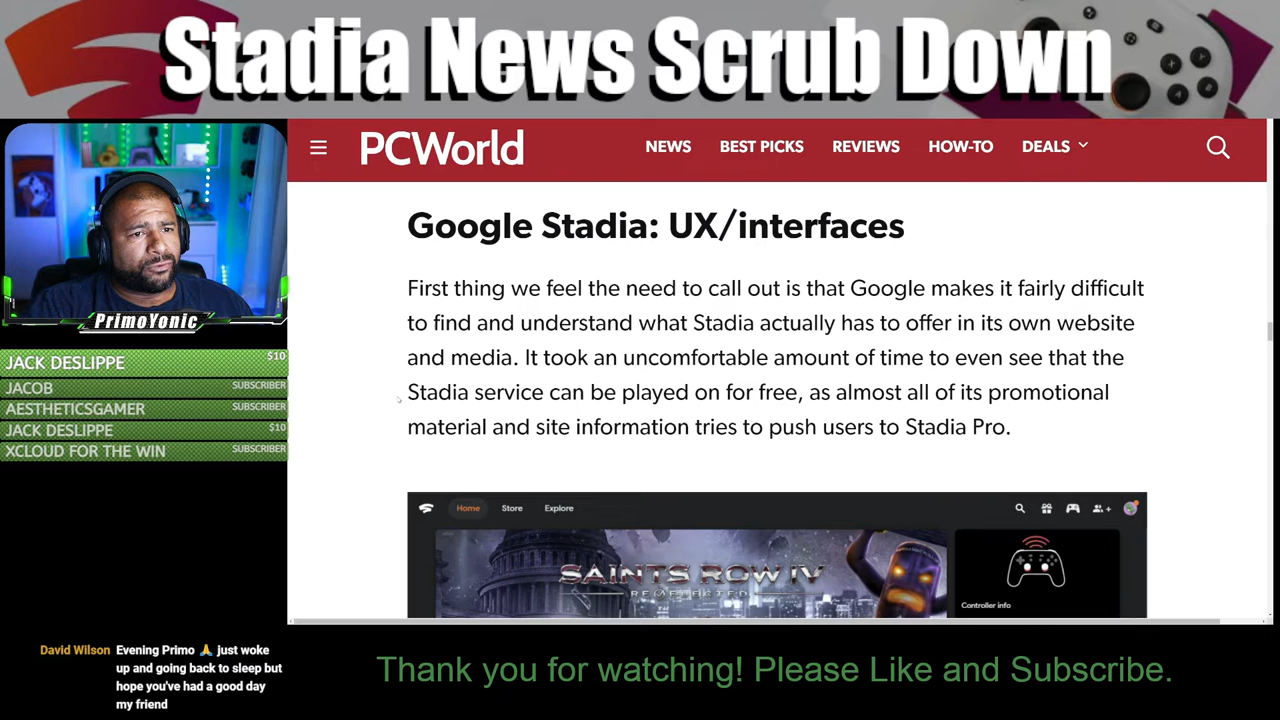 Stadia News Scrub Down
PCWorld
NEWS BEST PICKS REVIEWS HOW-TO DEALS
Google Stadia: UX/interfaces
First thing we feel the need to call out is that Google makes it fairly difficult
to find and understand what Stadia actually has to offer in its own website
and media. It took an uncomfortable amount of time to even see that the
Stadia service can be played on for free, as almost all of its promotional
material and site information tries to push users to Stadia Pro.
Home Store Explore
SAINTS ROW IV
RE-ELECTED
Controller info
PrimoYonic
JACK DESLIPPE $10
JACOB SUBSCRIBER
AESTHETICSGAMER SUBSCRIBER
JACK DESLIPPE $10
XCLOUD FOR THE WIN SUBSCRIBER
David Wilson Evening Primo 🙏 just woke
up and going back to sleep but
hope you've had a good day
my friend
Thank you for watching! Please Like and Subscribe.